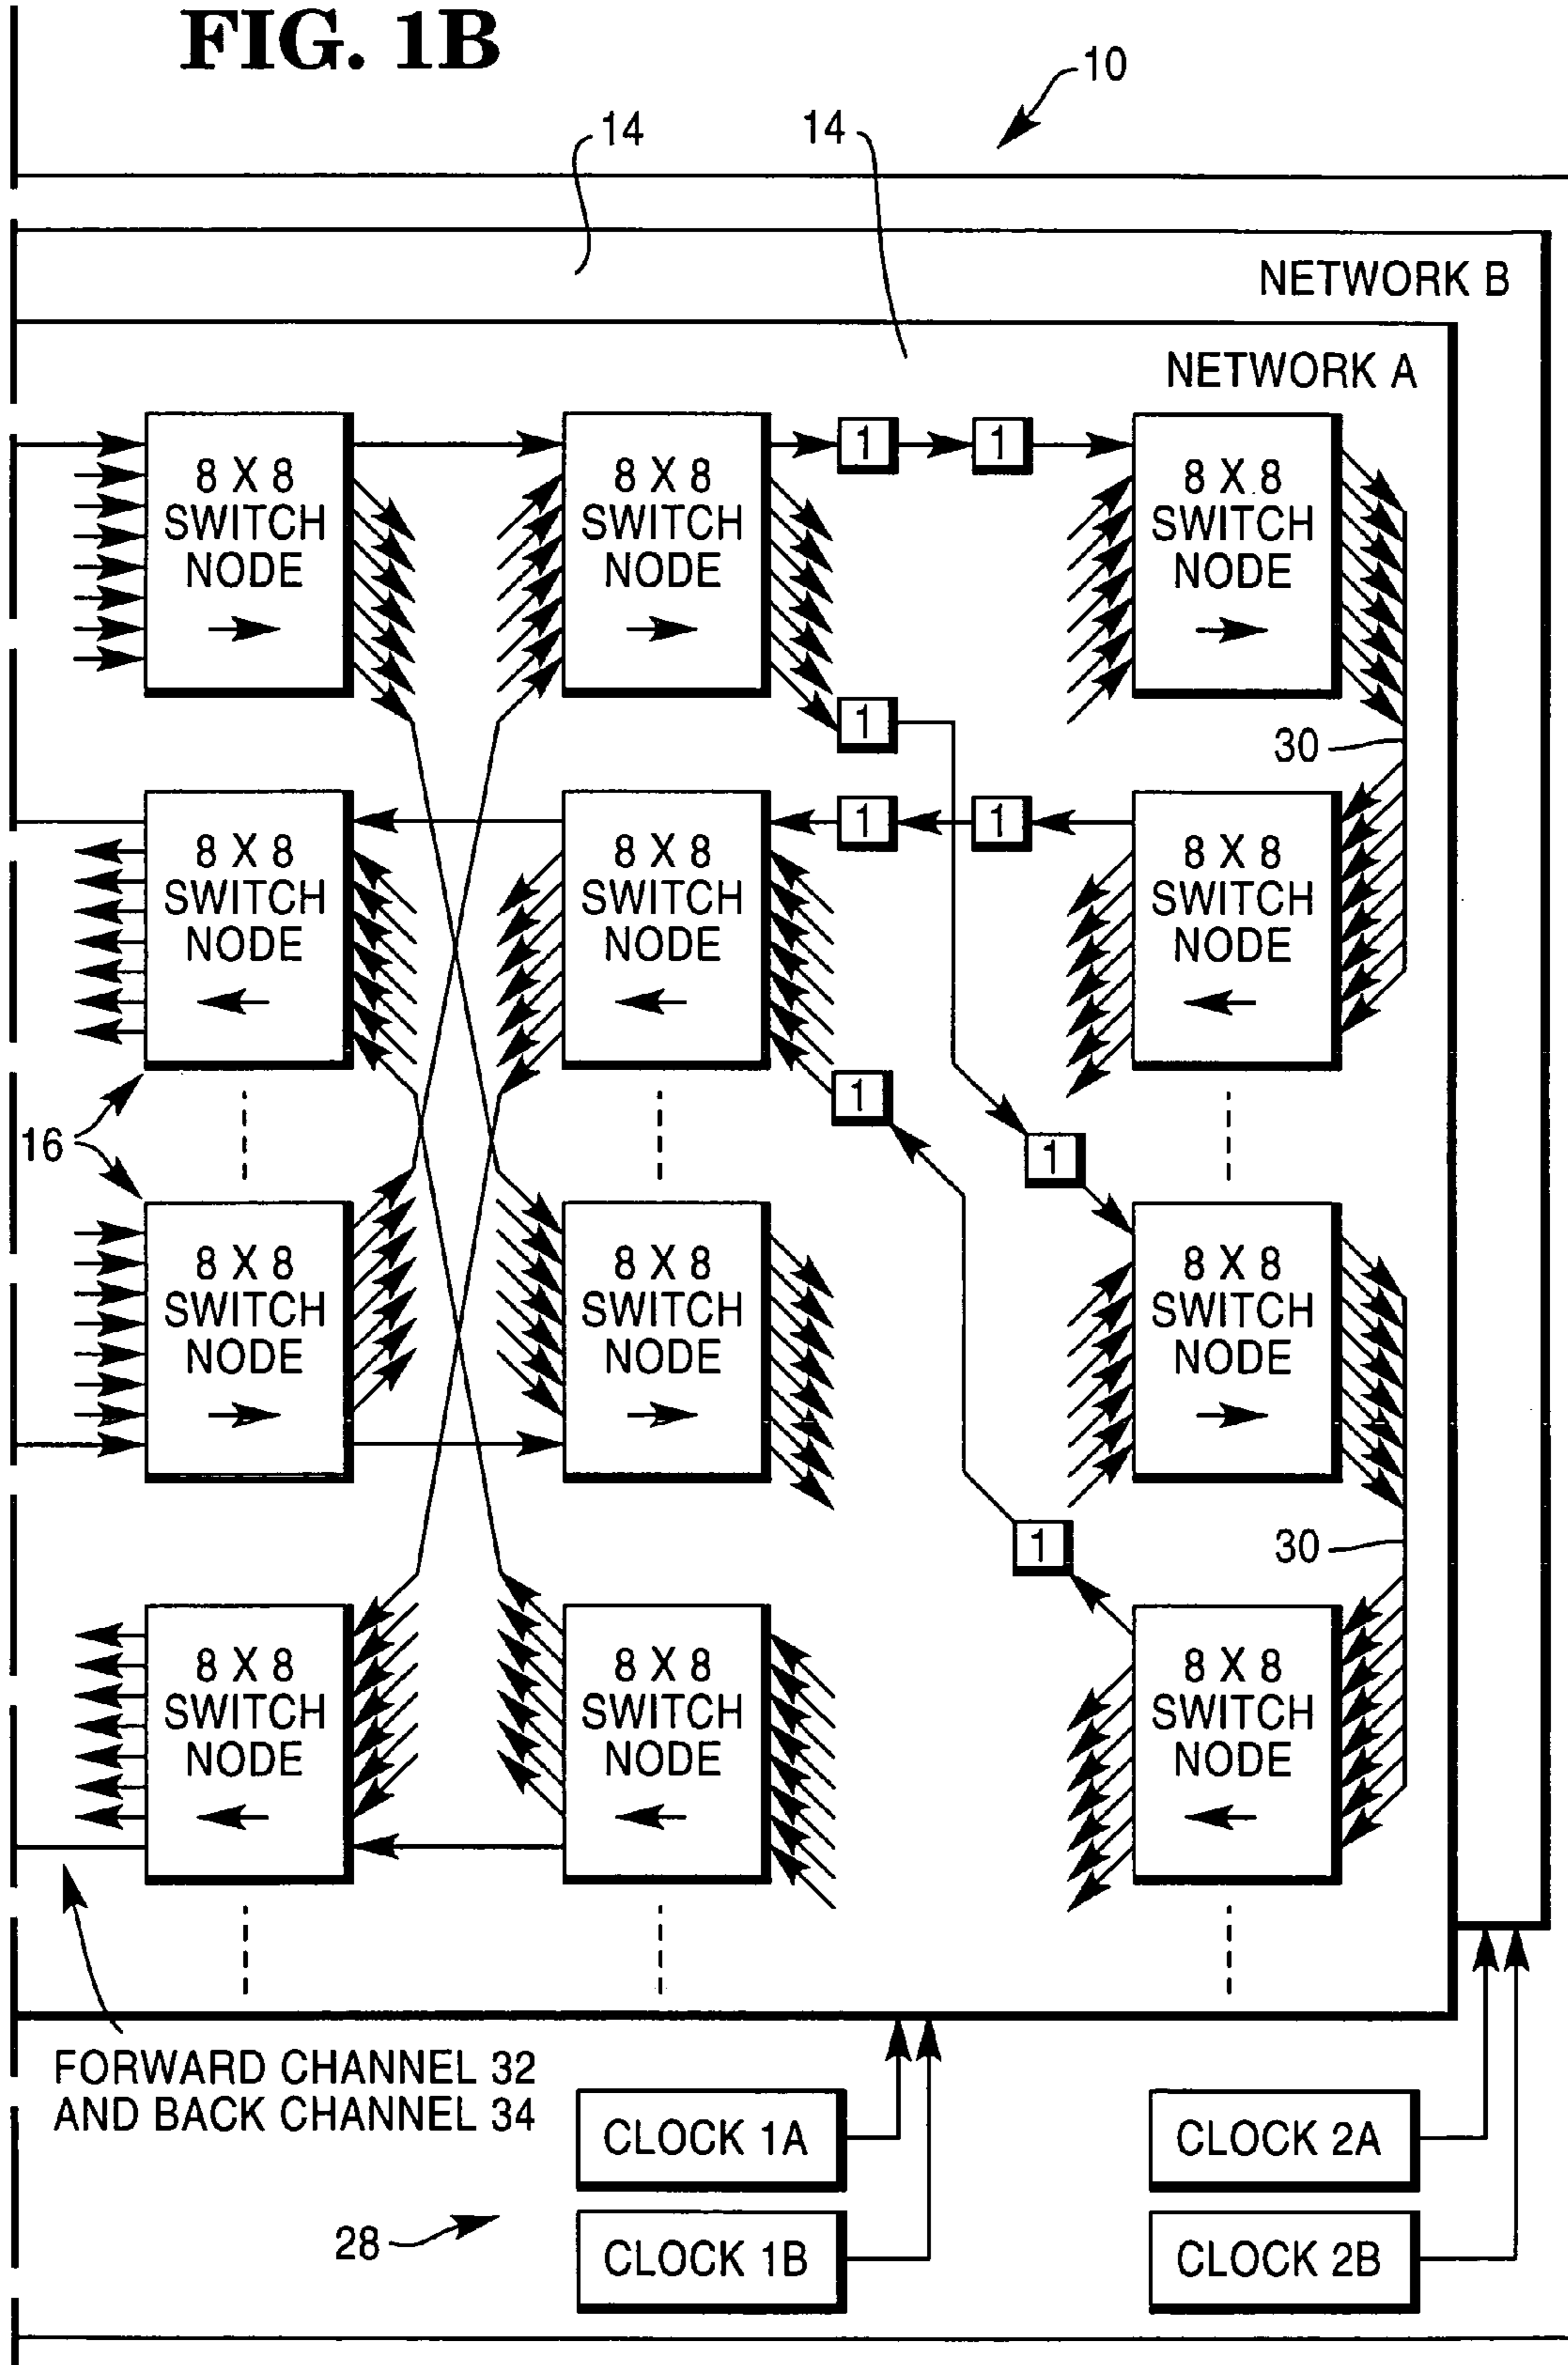 FIG. 1B
10
14
14
NETWORK B
NETWORK A
8 X 8
SWITCH
NODE
8 X 8
SWITCH
NODE
1
1
8 X 8
SWITCH
NODE
1
30
8 X 8
SWITCH
NODE
8 X 8
SWITCH
NODE
1
1
8 X 8
SWITCH
NODE
1
16
1
8 X 8
SWITCH
NODE
8 X 8
SWITCH
NODE
8 X 8
SWITCH
NODE
1
30
8 X 8
SWITCH
NODE
8 X 8
SWITCH
NODE
8 X 8
SWITCH
NODE
FORWARD CHANNEL 32
AND BACK CHANNEL 34
CLOCK 1A
CLOCK 2A
28
CLOCK 1B
CLOCK 2B